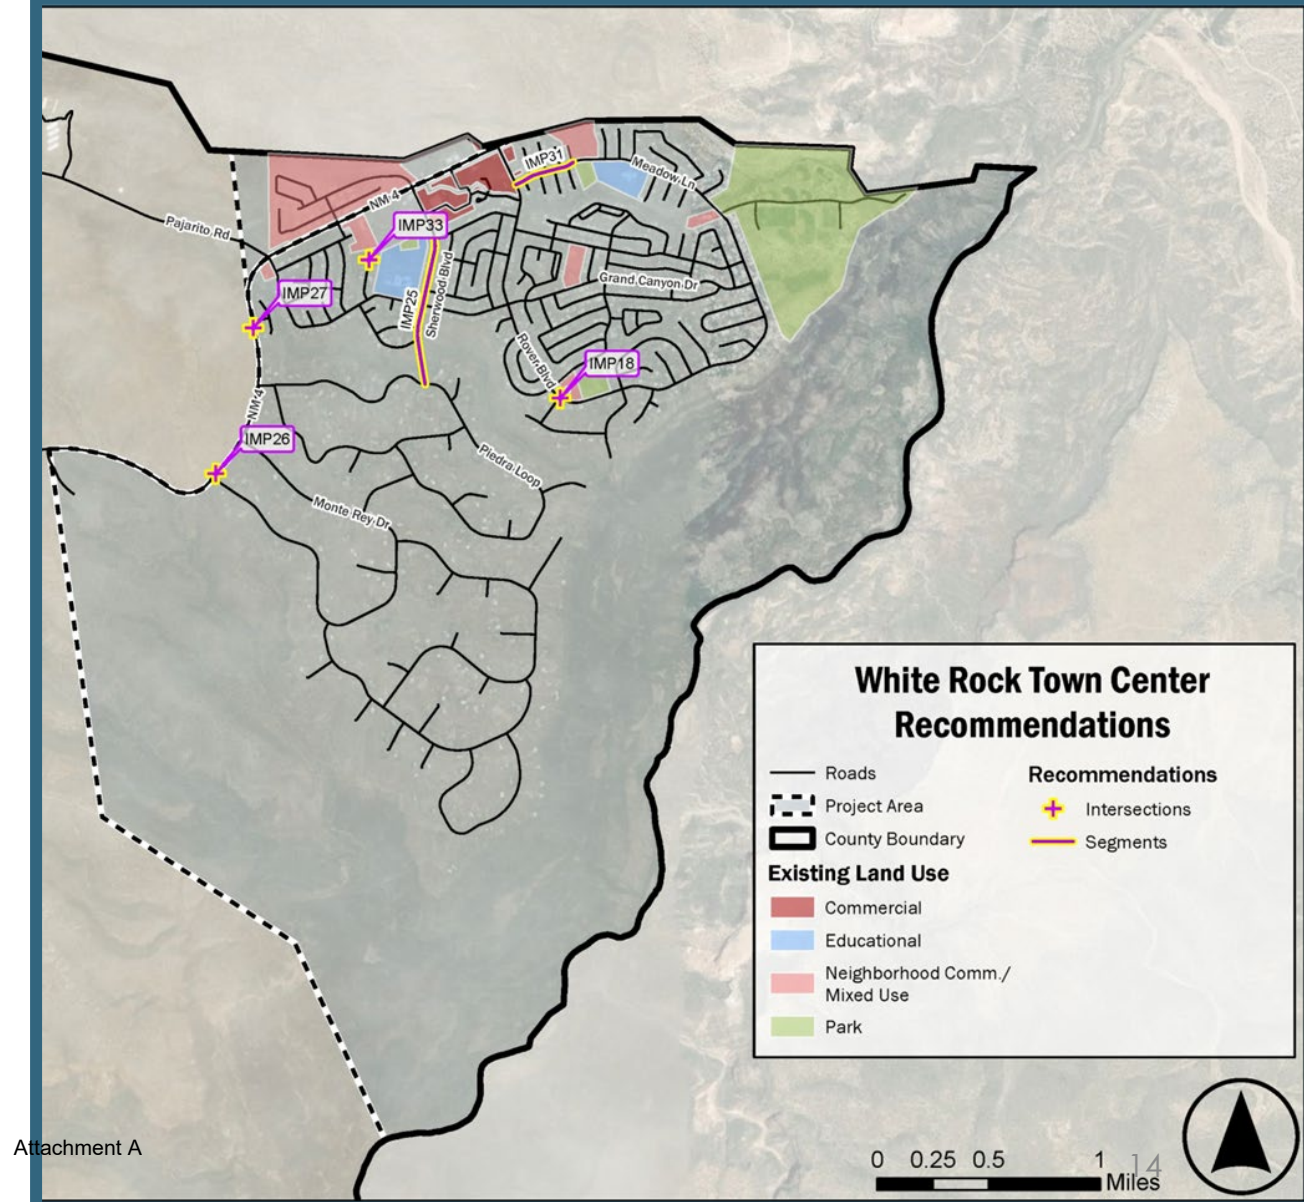 IMP31
Meadow Ln
NM 4
IMP33
Pajarito Rd
Grand Canyon Dr
IMP27
IMP25
Sherwood Blvd
Rover Blvd
IMP18
NM 4
IMP26
Piedra Loop
Monte Rey Dr
White Rock Town Center
Recommendations
Roads
Project Area
County Boundary
Existing Land Use
Commercial
Educational
Neighborhood Comm./
Mixed Use
Park
Recommendations
Intersections
Segments
Attachment A
0 0.25 0.5 1
Miles
14